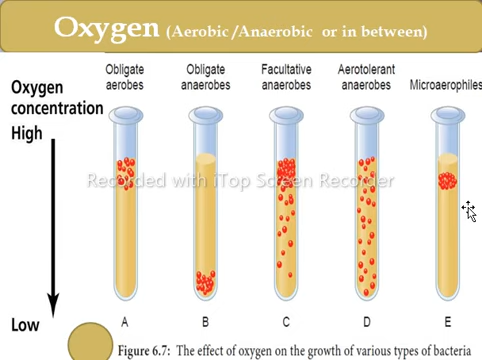 Oxygen (Aerobic /Anaerobic or in between)
Oxygen
concentration
High
Obligate
aerobes
Obligate
anaerobes
Facultative
anaerobes
Aerotolerant
anaerobes
Microaerophiles
Recorded with iTop Screen Recorder
Low
A
B
C
D
E
Figure 6.7: The effect of oxygen on the growth of various types of bacteria